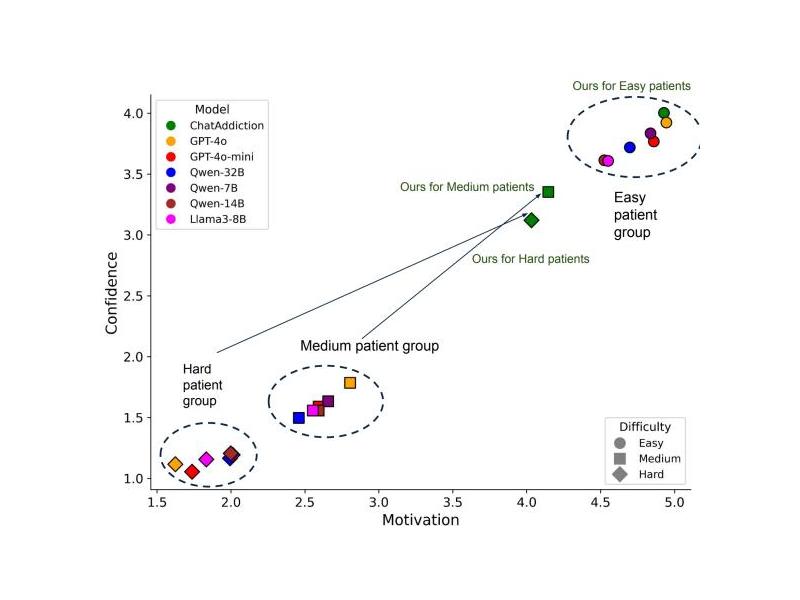 Ours for Easy patients
Model
ChatAddiction
GPT-4o
GPT-4o-mini
Qwen-32B
Qwen-7B
Qwen-14B
Llama3-8B
Ours for Medium patients
Easy
patient
group
Ours for Hard patients
Medium patient group
Hard
patient
group
Difficulty
Easy
Medium
Hard
Confidence
4.0
3.5
3.0
2.5
2.0
1.5
1.0
1.5 2.0 2.5 3.0 3.5 4.0 4.5 5.0
Motivation